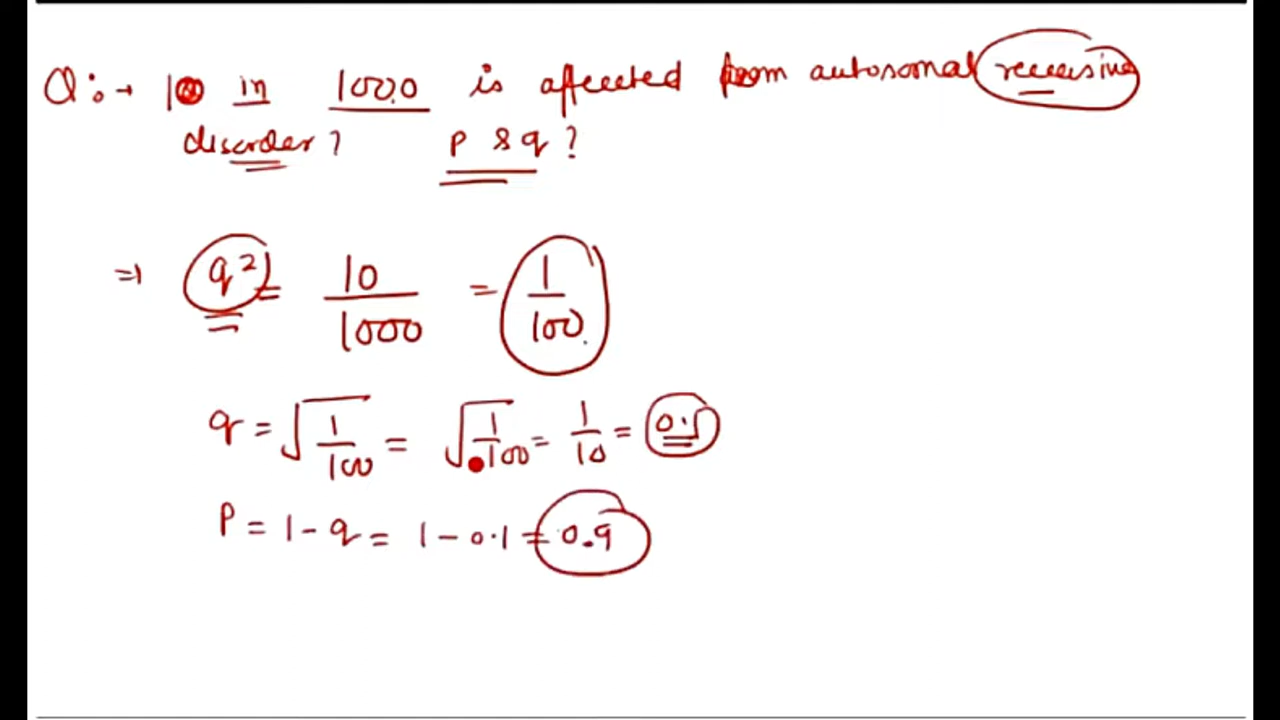 Q:→ 10 in 1000 is affected from autosomal recessive
disorder? p & q?
⇒ q² = 10/1000 = 1/100
q = √1/100 = √1/100 = 1/10 = 0.1
P = 1 - q = 1 - 0.1 = 0.9